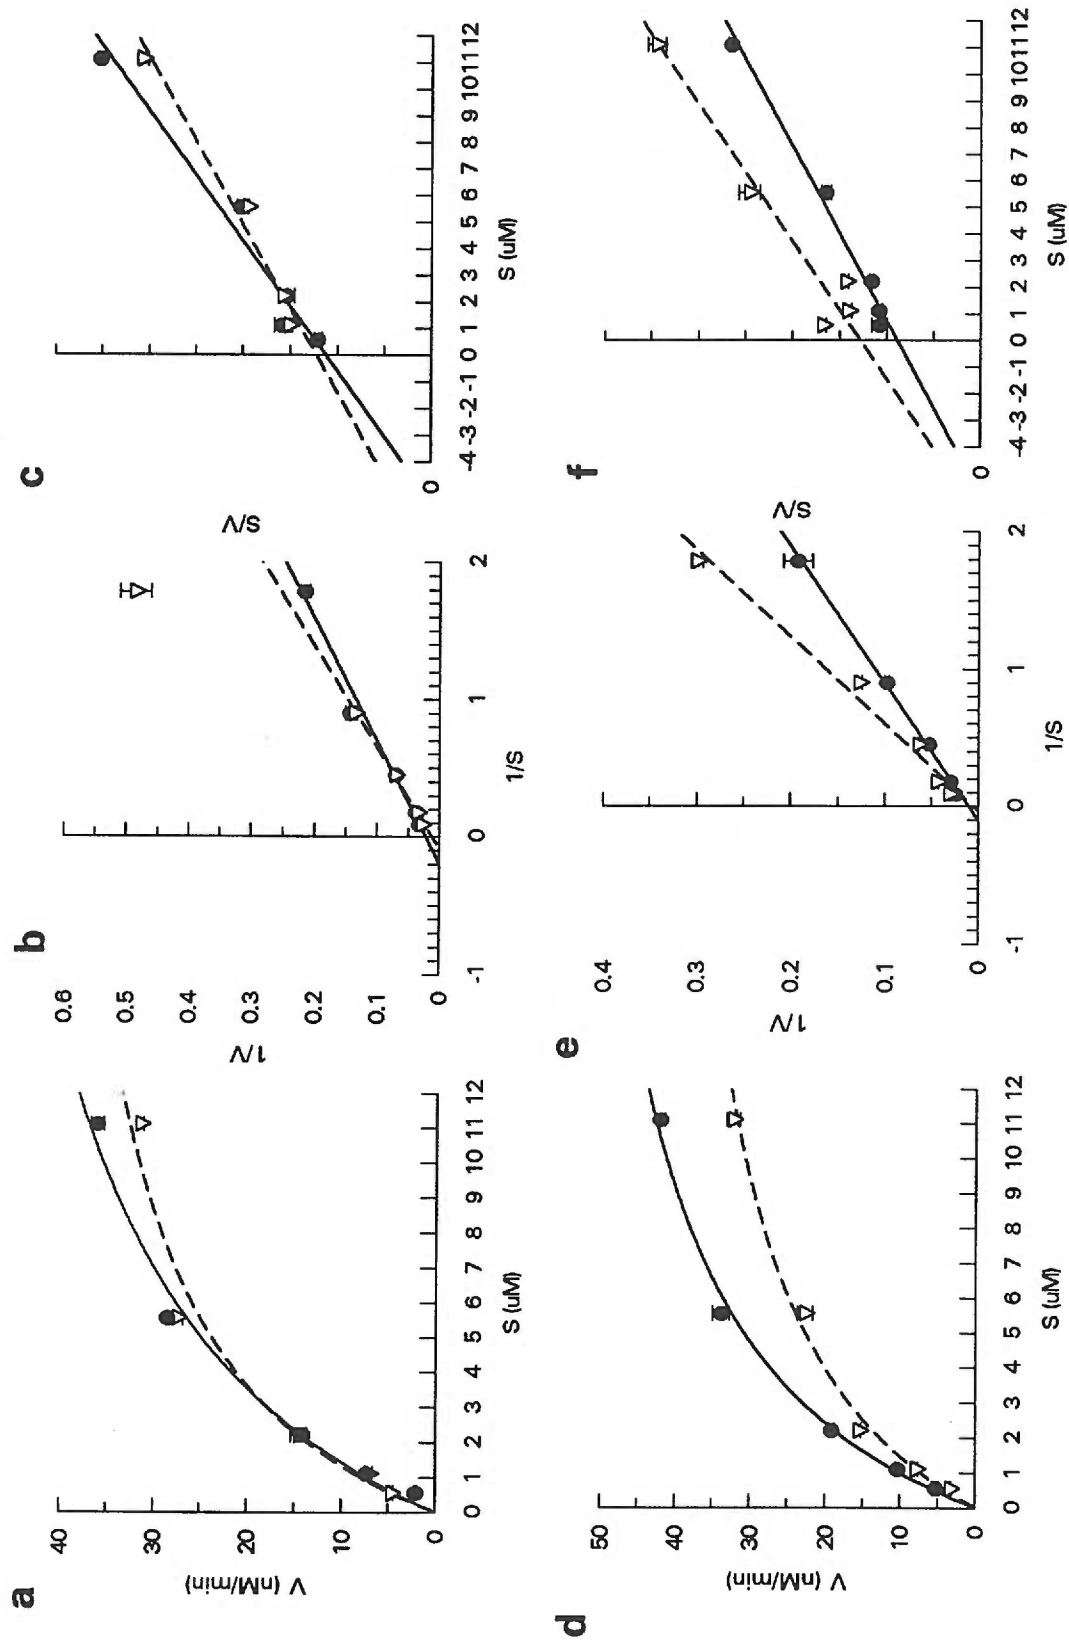 a
V (nM/min)
40
30
20
10
0
0 1 2 3 4 5 6 7 8 9 10 11 12
S (uM)
b
1/V
0.6
0.5
0.4
0.3
0.2
0.1
0
-1 0 1 2
1/S
c
S/V
0
-4 -3 -2 -1 0 1 2 3 4 5 6 7 8 9 10 11 12
S (uM)
d
V (nM/min)
50
40
30
20
10
0
0 1 2 3 4 5 6 7 8 9 10 11 12
S (uM)
e
1/V
0.4
0.3
0.2
0.1
0
-1 0 1 2
1/S
f
S/V
0
-4 -3 -2 -1 0 1 2 3 4 5 6 7 8 9 10 11 12
S (uM)